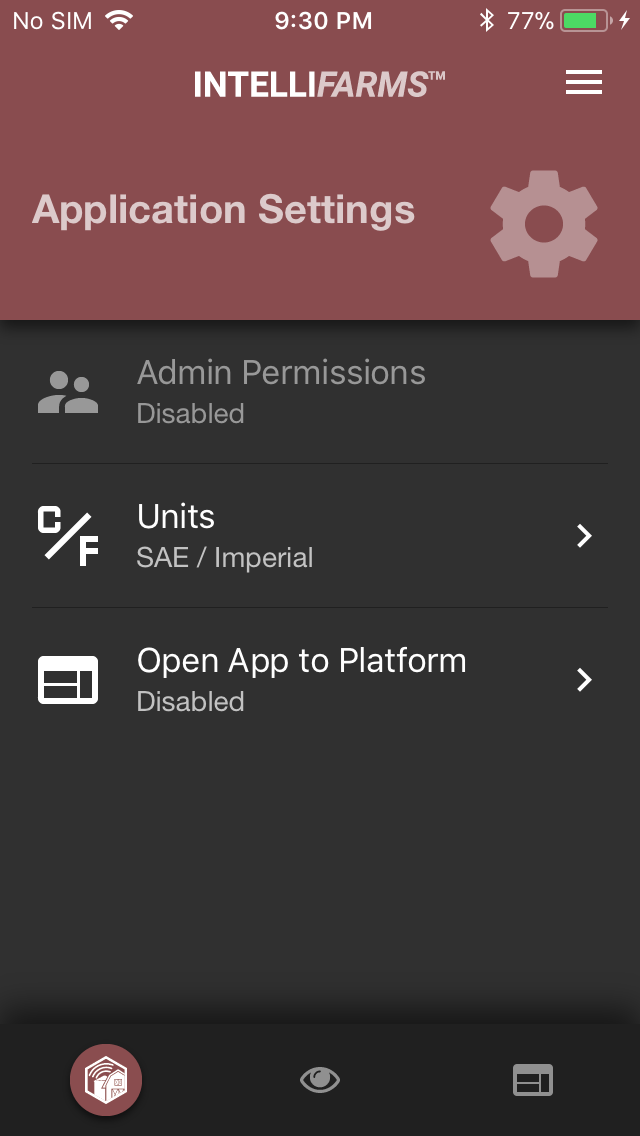 No SIM 9:30 PM 77%
INTELLIFARMS™
Application Settings
Admin Permissions
Disabled
C/F
Units
SAE / Imperial
Open App to Platform
Disabled